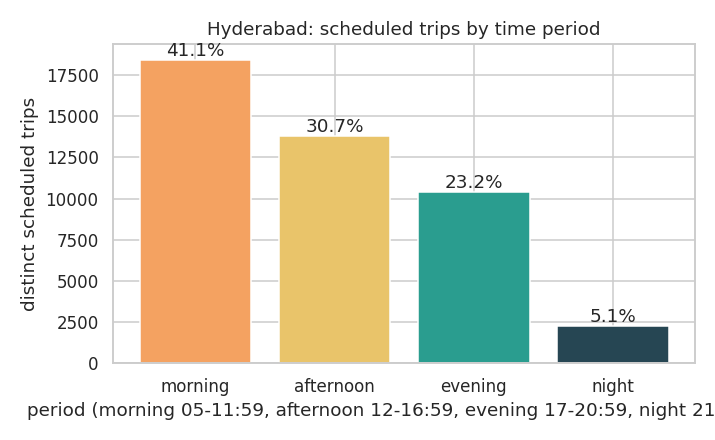 Hyderabad: scheduled trips by time period
distinct scheduled trips
17500
15000
12500
10000
7500
5000
2500
0
41.1%
30.7%
23.2%
5.1%
morning
afternoon
evening
night
period (morning 05-11:59, afternoon 12-16:59, evening 17-20:59, night 21